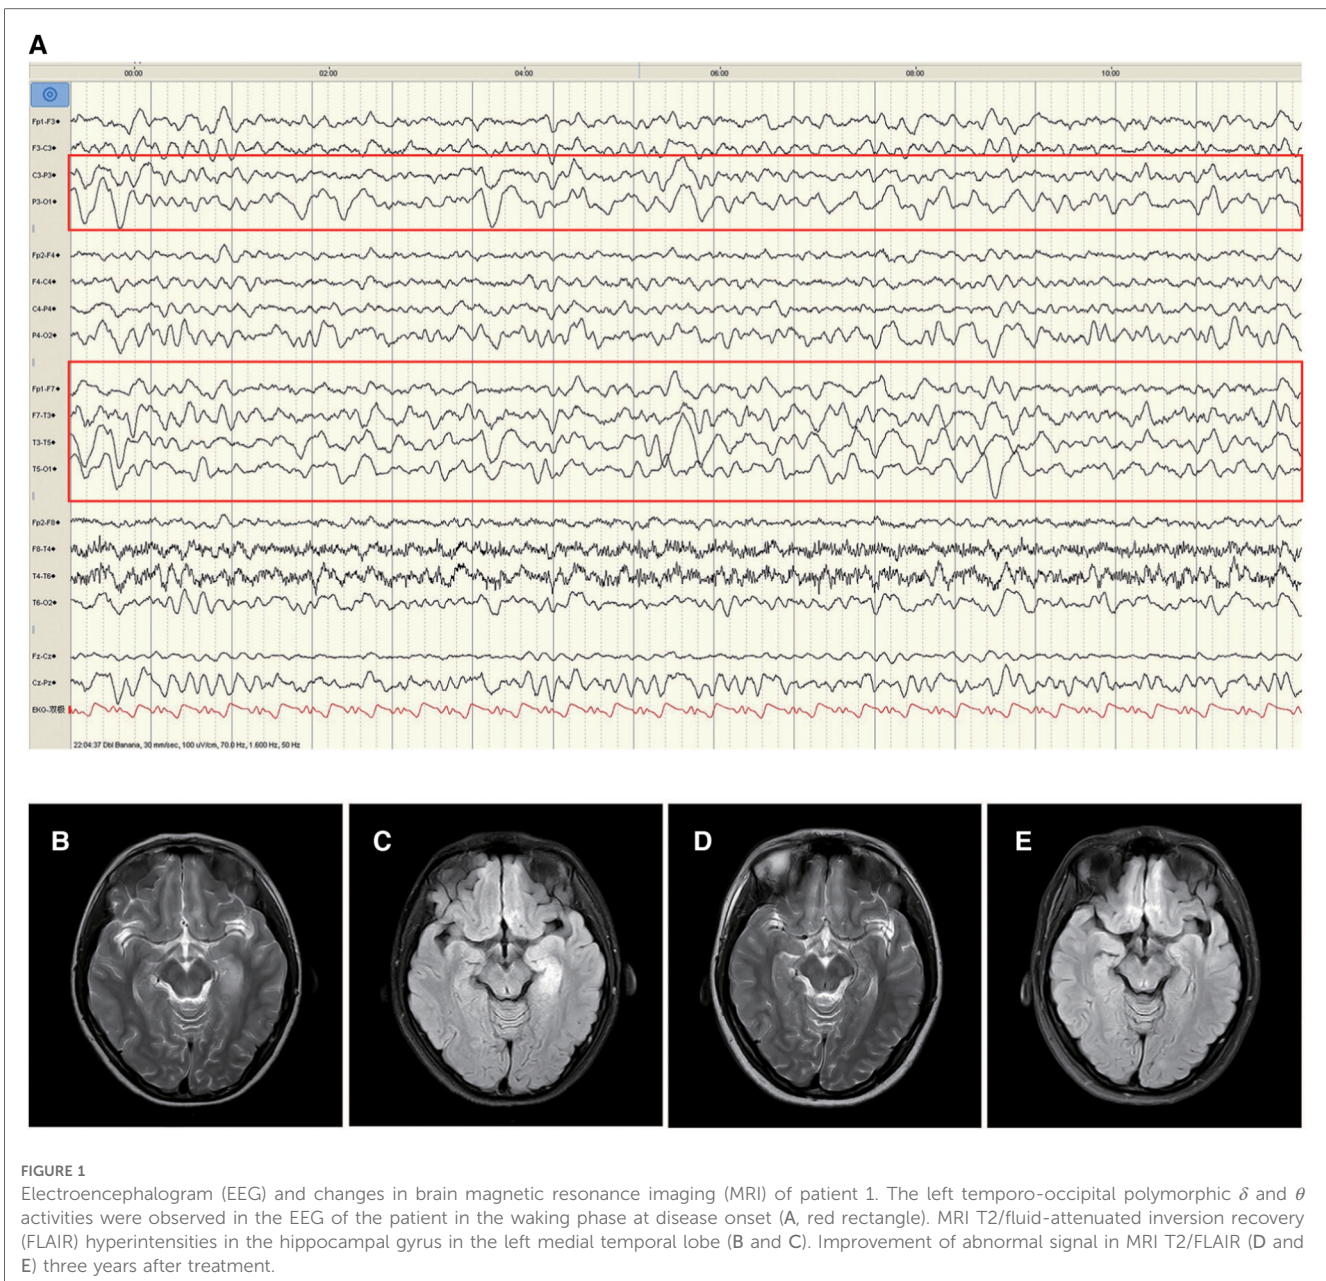 A
00:00 02:00 04:00 06:00 08:00 10:00
Fp1-F3
F3-C3
C3-P3
P3-O1
Fp2-F4
F4-C4
C4-P4
P4-O2
Fp1-F7
F7-T3
T3-T5
T5-O1
Fp2-F8
F8-T4
T4-T6
T6-O2
Fz-Cz
Cz-Pz
EKG-双极
22:04:37 Dbl Banana, 30 mm/sec, 100 uV/cm, 70.0 Hz, 1.600 Hz, 50 Hz
B C D E
FIGURE 1
Electroencephalogram (EEG) and changes in brain magnetic resonance imaging (MRI) of patient 1. The left temporo-occipital polymorphic δ and θ
activities were observed in the EEG of the patient in the waking phase at disease onset (A, red rectangle). MRI T2/fluid-attenuated inversion recovery
(FLAIR) hyperintensities in the hippocampal gyrus in the left medial temporal lobe (B and C). Improvement of abnormal signal in MRI T2/FLAIR (D and
E) three years after treatment.